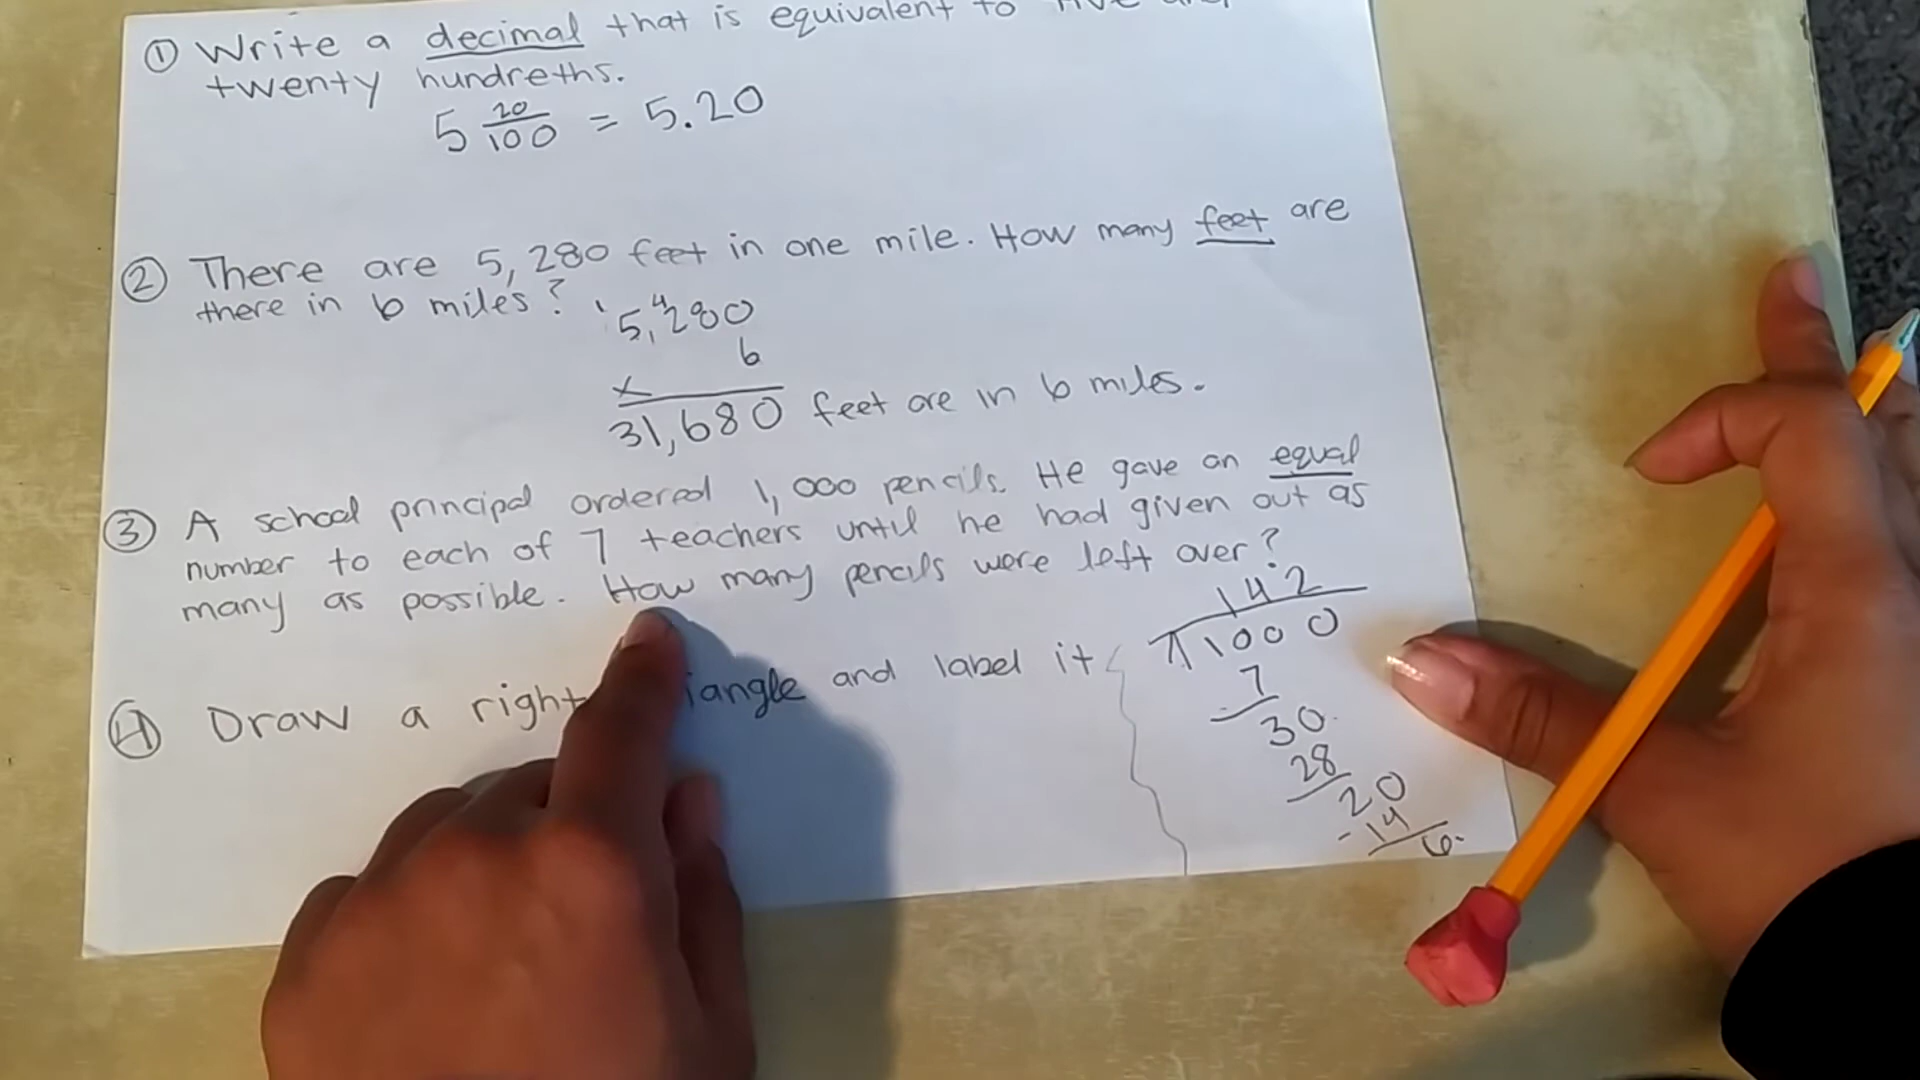 ① Write a decimal that is equivalent to
twenty hundreths.
5 20/100 = 5.20
② There are 5,280 feet in one mile. How many feet are
there in 6 miles?
1 4
5,280
x 6
31,680 feet are in 6 miles.
③ A school principal ordered 1,000 pencils. He gave an equal
number to each of 7 teachers until he had given out as
many as possible. How many pencils were left over?
142
7 1000
- 7
30
- 28
20
- 14
6
④ Draw a right iangle and label it